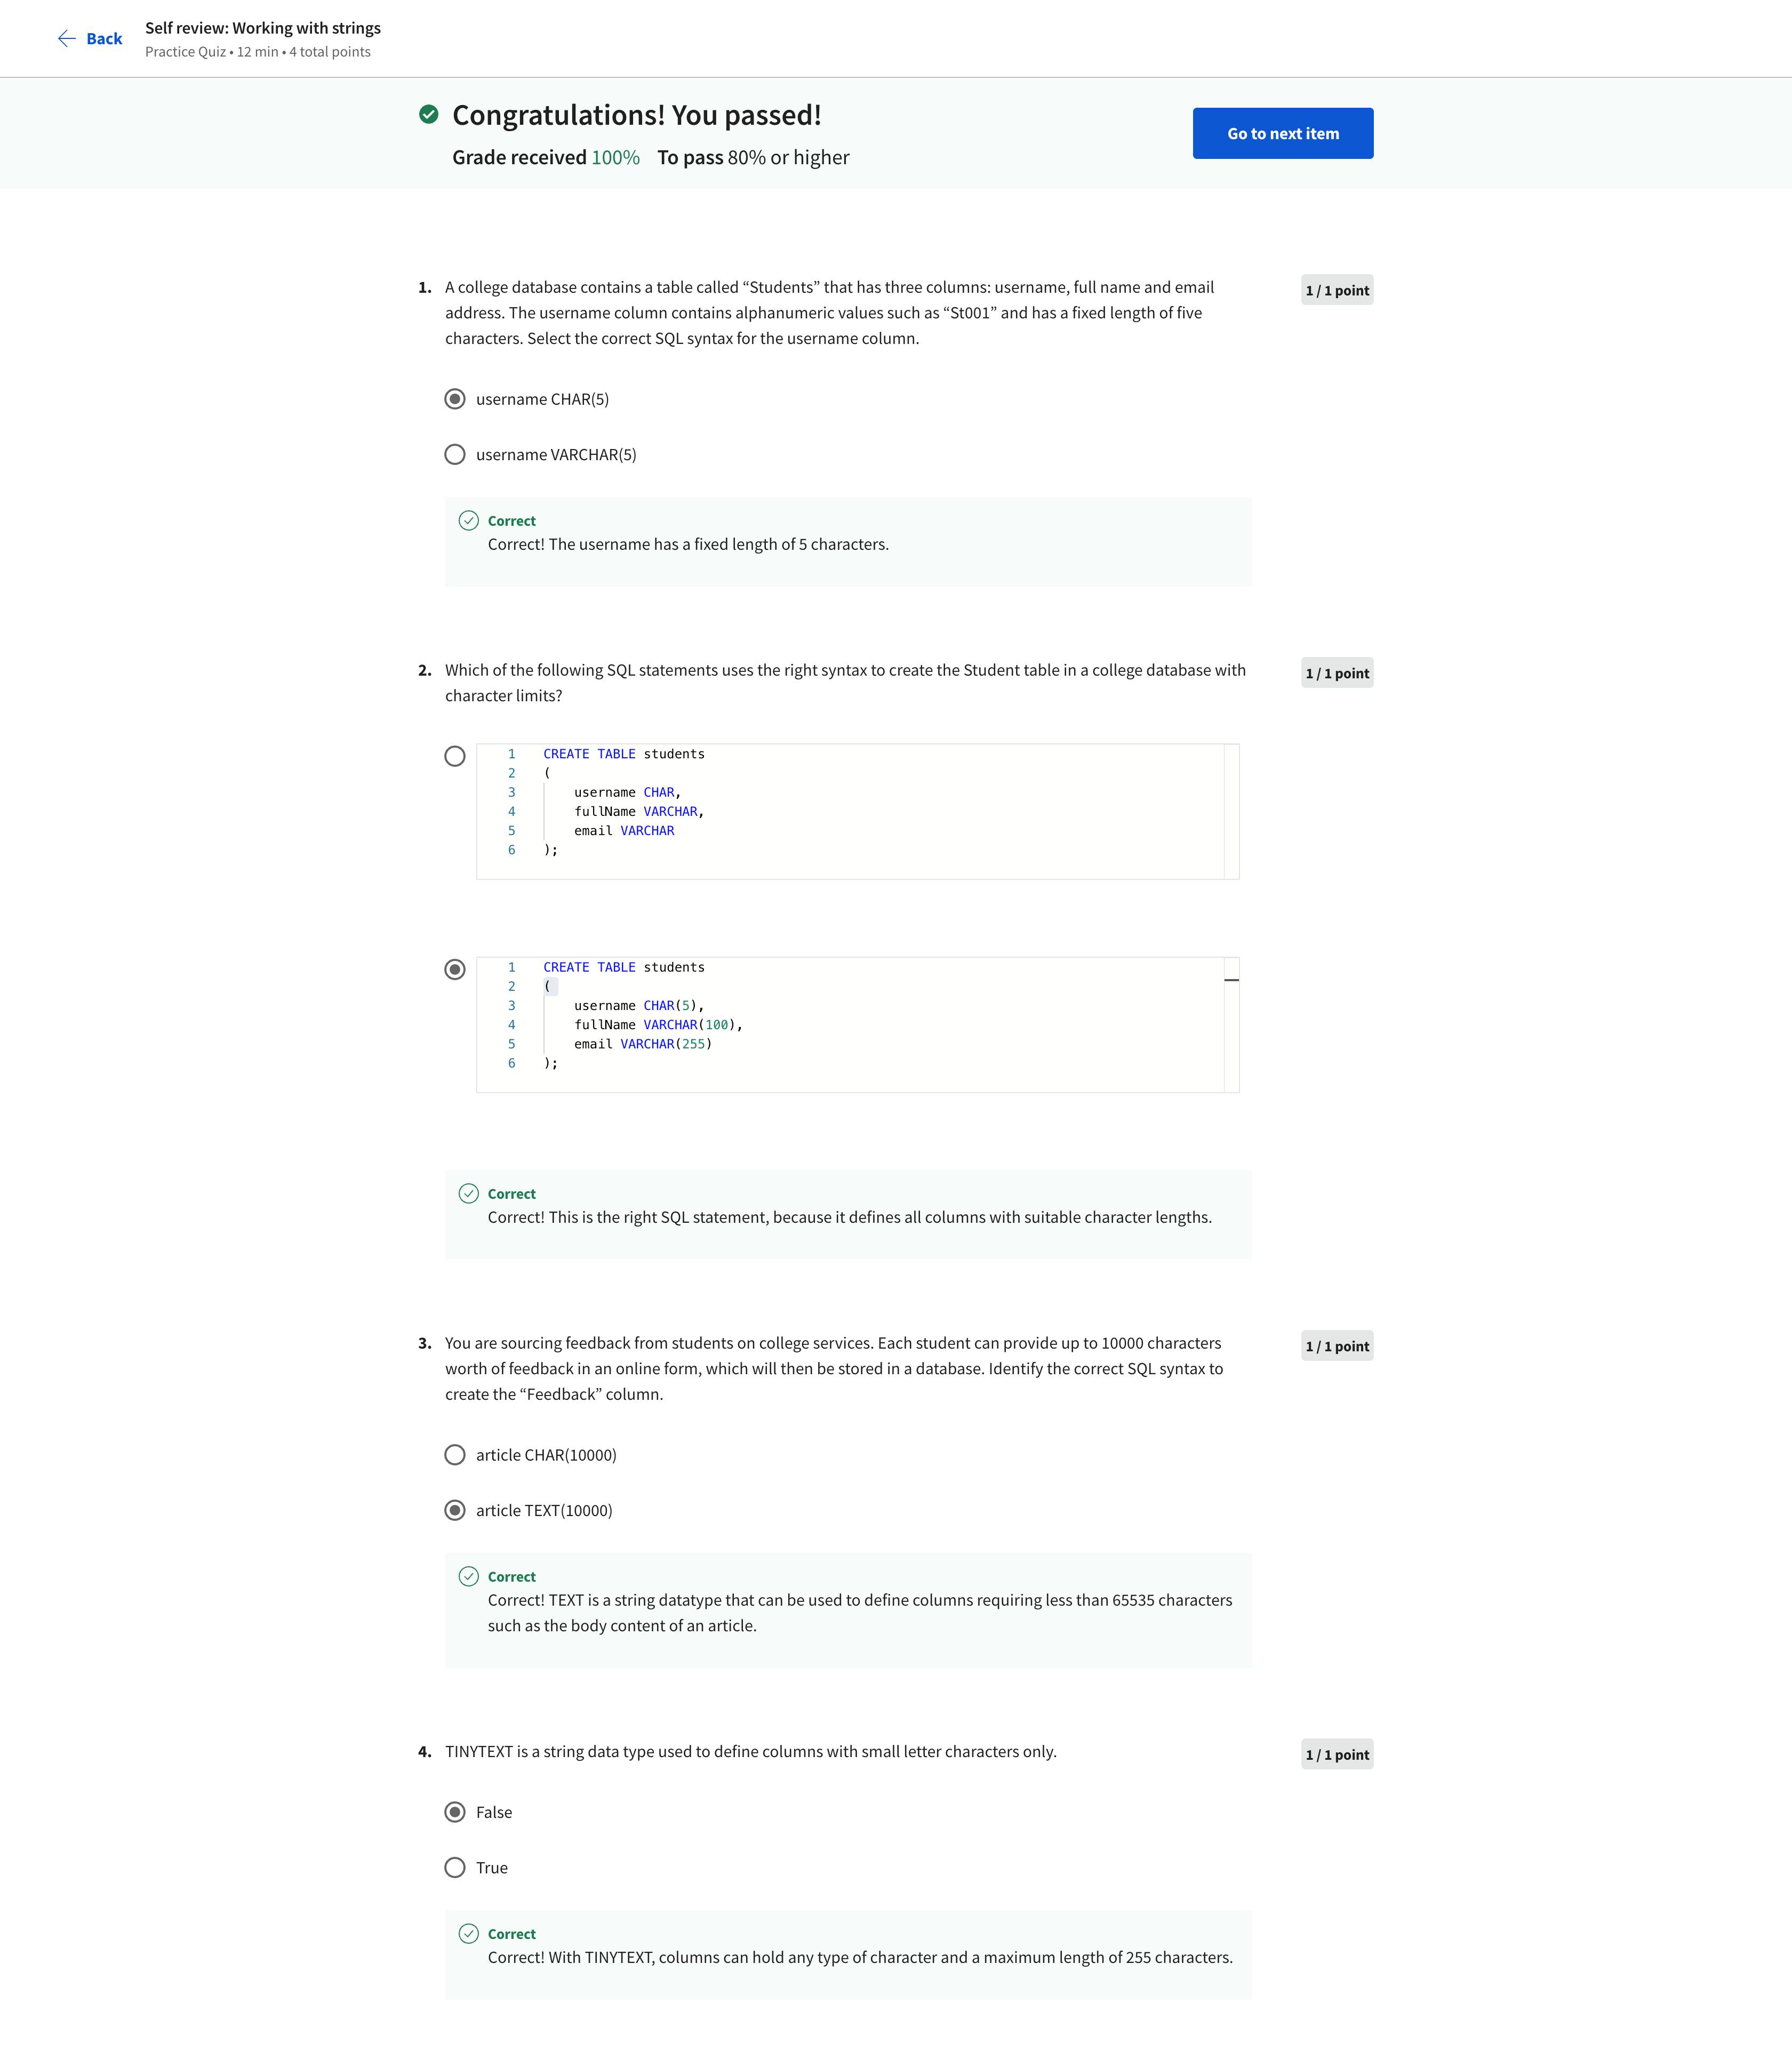 Back
Self review: Working with strings
Practice Quiz • 12 min • 4 total points
Congratulations! You passed!
Grade received 100% To pass 80% or higher
Go to next item
1. A college database contains a table called “Students” that has three columns: username, full name and email
address. The username column contains alphanumeric values such as “St001” and has a fixed length of five
characters. Select the correct SQL syntax for the username column.
1 / 1 point
username CHAR(5)
username VARCHAR(5)
Correct
Correct! The username has a fixed length of 5 characters.
2. Which of the following SQL statements uses the right syntax to create the Student table in a college database with
character limits?
1 / 1 point
1 CREATE TABLE students
2 (
3 username CHAR,
4 fullName VARCHAR,
5 email VARCHAR
6 );
1 CREATE TABLE students
2 (
3 username CHAR(5),
4 fullName VARCHAR(100),
5 email VARCHAR(255)
6 );
Correct
Correct! This is the right SQL statement, because it defines all columns with suitable character lengths.
3. You are sourcing feedback from students on college services. Each student can provide up to 10000 characters
worth of feedback in an online form, which will then be stored in a database. Identify the correct SQL syntax to
create the “Feedback” column.
1 / 1 point
article CHAR(10000)
article TEXT(10000)
Correct
Correct! TEXT is a string datatype that can be used to define columns requiring less than 65535 characters
such as the body content of an article.
4. TINYTEXT is a string data type used to define columns with small letter characters only.
1 / 1 point
False
True
Correct
Correct! With TINYTEXT, columns can hold any type of character and a maximum length of 255 characters.